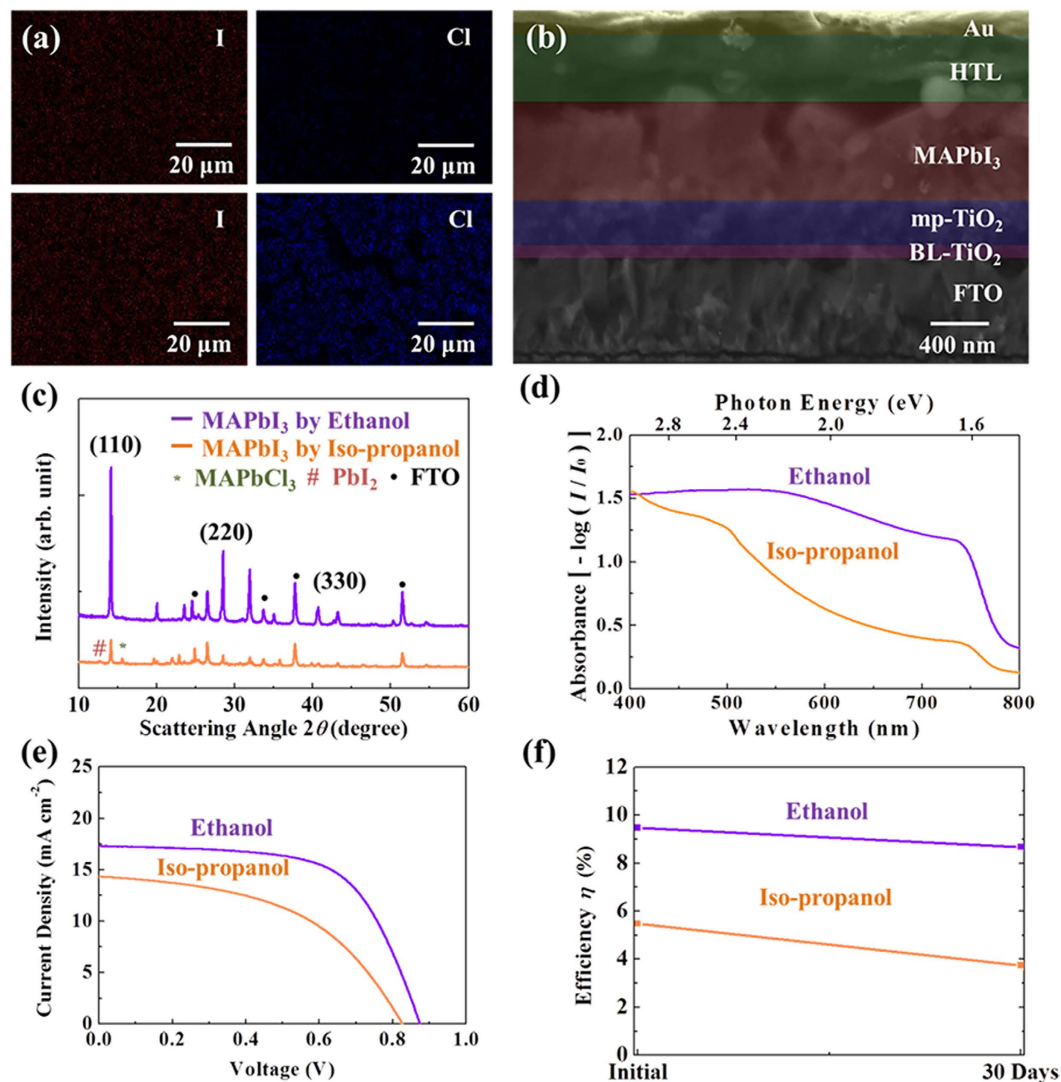 (a)
I
Cl
20 μm
20 μm
I
Cl
20 μm
20 μm
(b)
Au
HTL
MAPbI₃
mp-TiO₂
BL-TiO₂
FTO
400 nm
(c)
MAPbI₃ by Ethanol
MAPbI₃ by Iso-propanol
* MAPbCl₃ # PbI₂ • FTO
(110)
(220)
(330)
#
*
Intensity (arb. unit)
10 20 30 40 50 60
Scattering Angle 2θ (degree)
(d)
Photon Energy (eV)
2.8 2.4 2.0 1.6
Ethanol
Iso-propanol
Absorbance [ - log ( I / I₀ ) ]
2.0
1.5
1.0
0.5
0.0
400 500 600 700 800
Wavelength (nm)
(e)
Current Density (mA cm⁻²)
25
20
15
10
5
0
Ethanol
Iso-propanol
0.0 0.2 0.4 0.6 0.8 1.0
Voltage (V)
(f)
Efficiency η (%)
12
10
8
6
4
2
0
Ethanol
Iso-propanol
Initial 30 Days